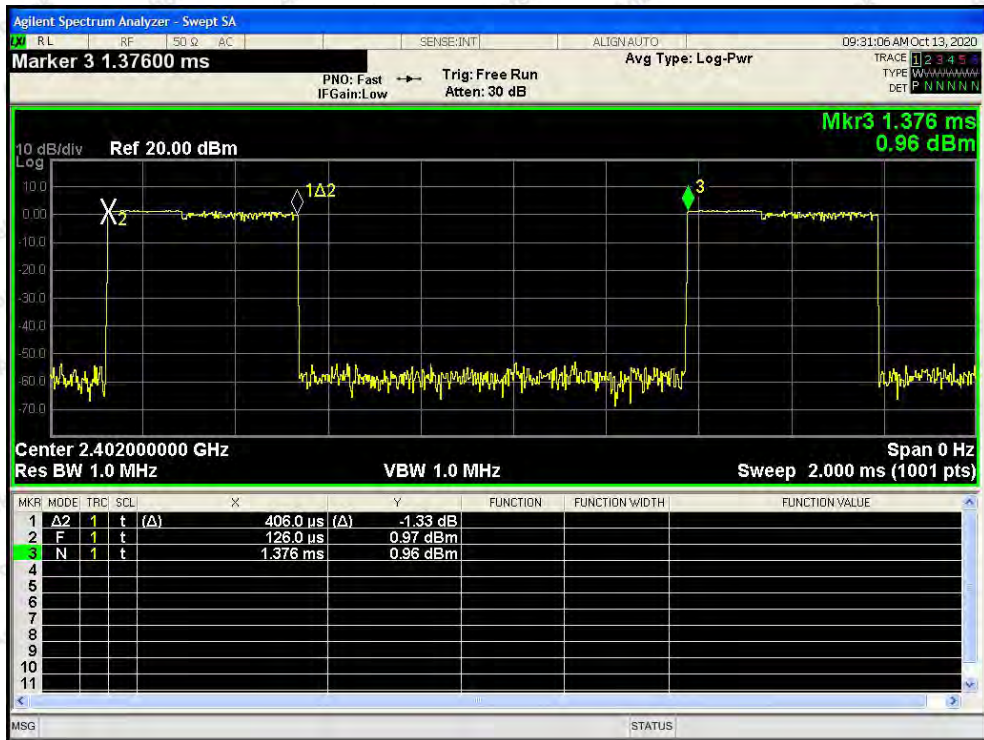 Agilent Spectrum Analyzer - Swept SA
LXI RL RF 50 Ω AC SENSE:INT ALIGN AUTO 09:31:06 AM Oct 13, 2020
Marker 3 1.37600 ms
PNO: Fast
IFGain:Low
Trig: Free Run
Atten: 30 dB
Avg Type: Log-Pwr
TRACE 1 2 3 4 5 6
TYPE WWWWWWW
DET P N N N N N
Mkr3 1.376 ms
0.96 dBm
10 dB/div Ref 20.00 dBm
Log
10.0
0.00
-10.0
-20.0
-30.0
-40.0
-50.0
-60.0
-70.0
X2
1Δ2
3
Center 2.402000000 GHz Span 0 Hz
Res BW 1.0 MHz VBW 1.0 MHz Sweep 2.000 ms (1001 pts)
MKR MODE TRC SCL X Y FUNCTION FUNCTION WIDTH FUNCTION VALUE
1 Δ2 1 t (Δ) 406.0 µs (Δ) -1.33 dB
2 F 1 t 126.0 µs 0.97 dBm
3 N 1 t 1.376 ms 0.96 dBm
4
5
6
7
8
9
10
11
MSG STATUS